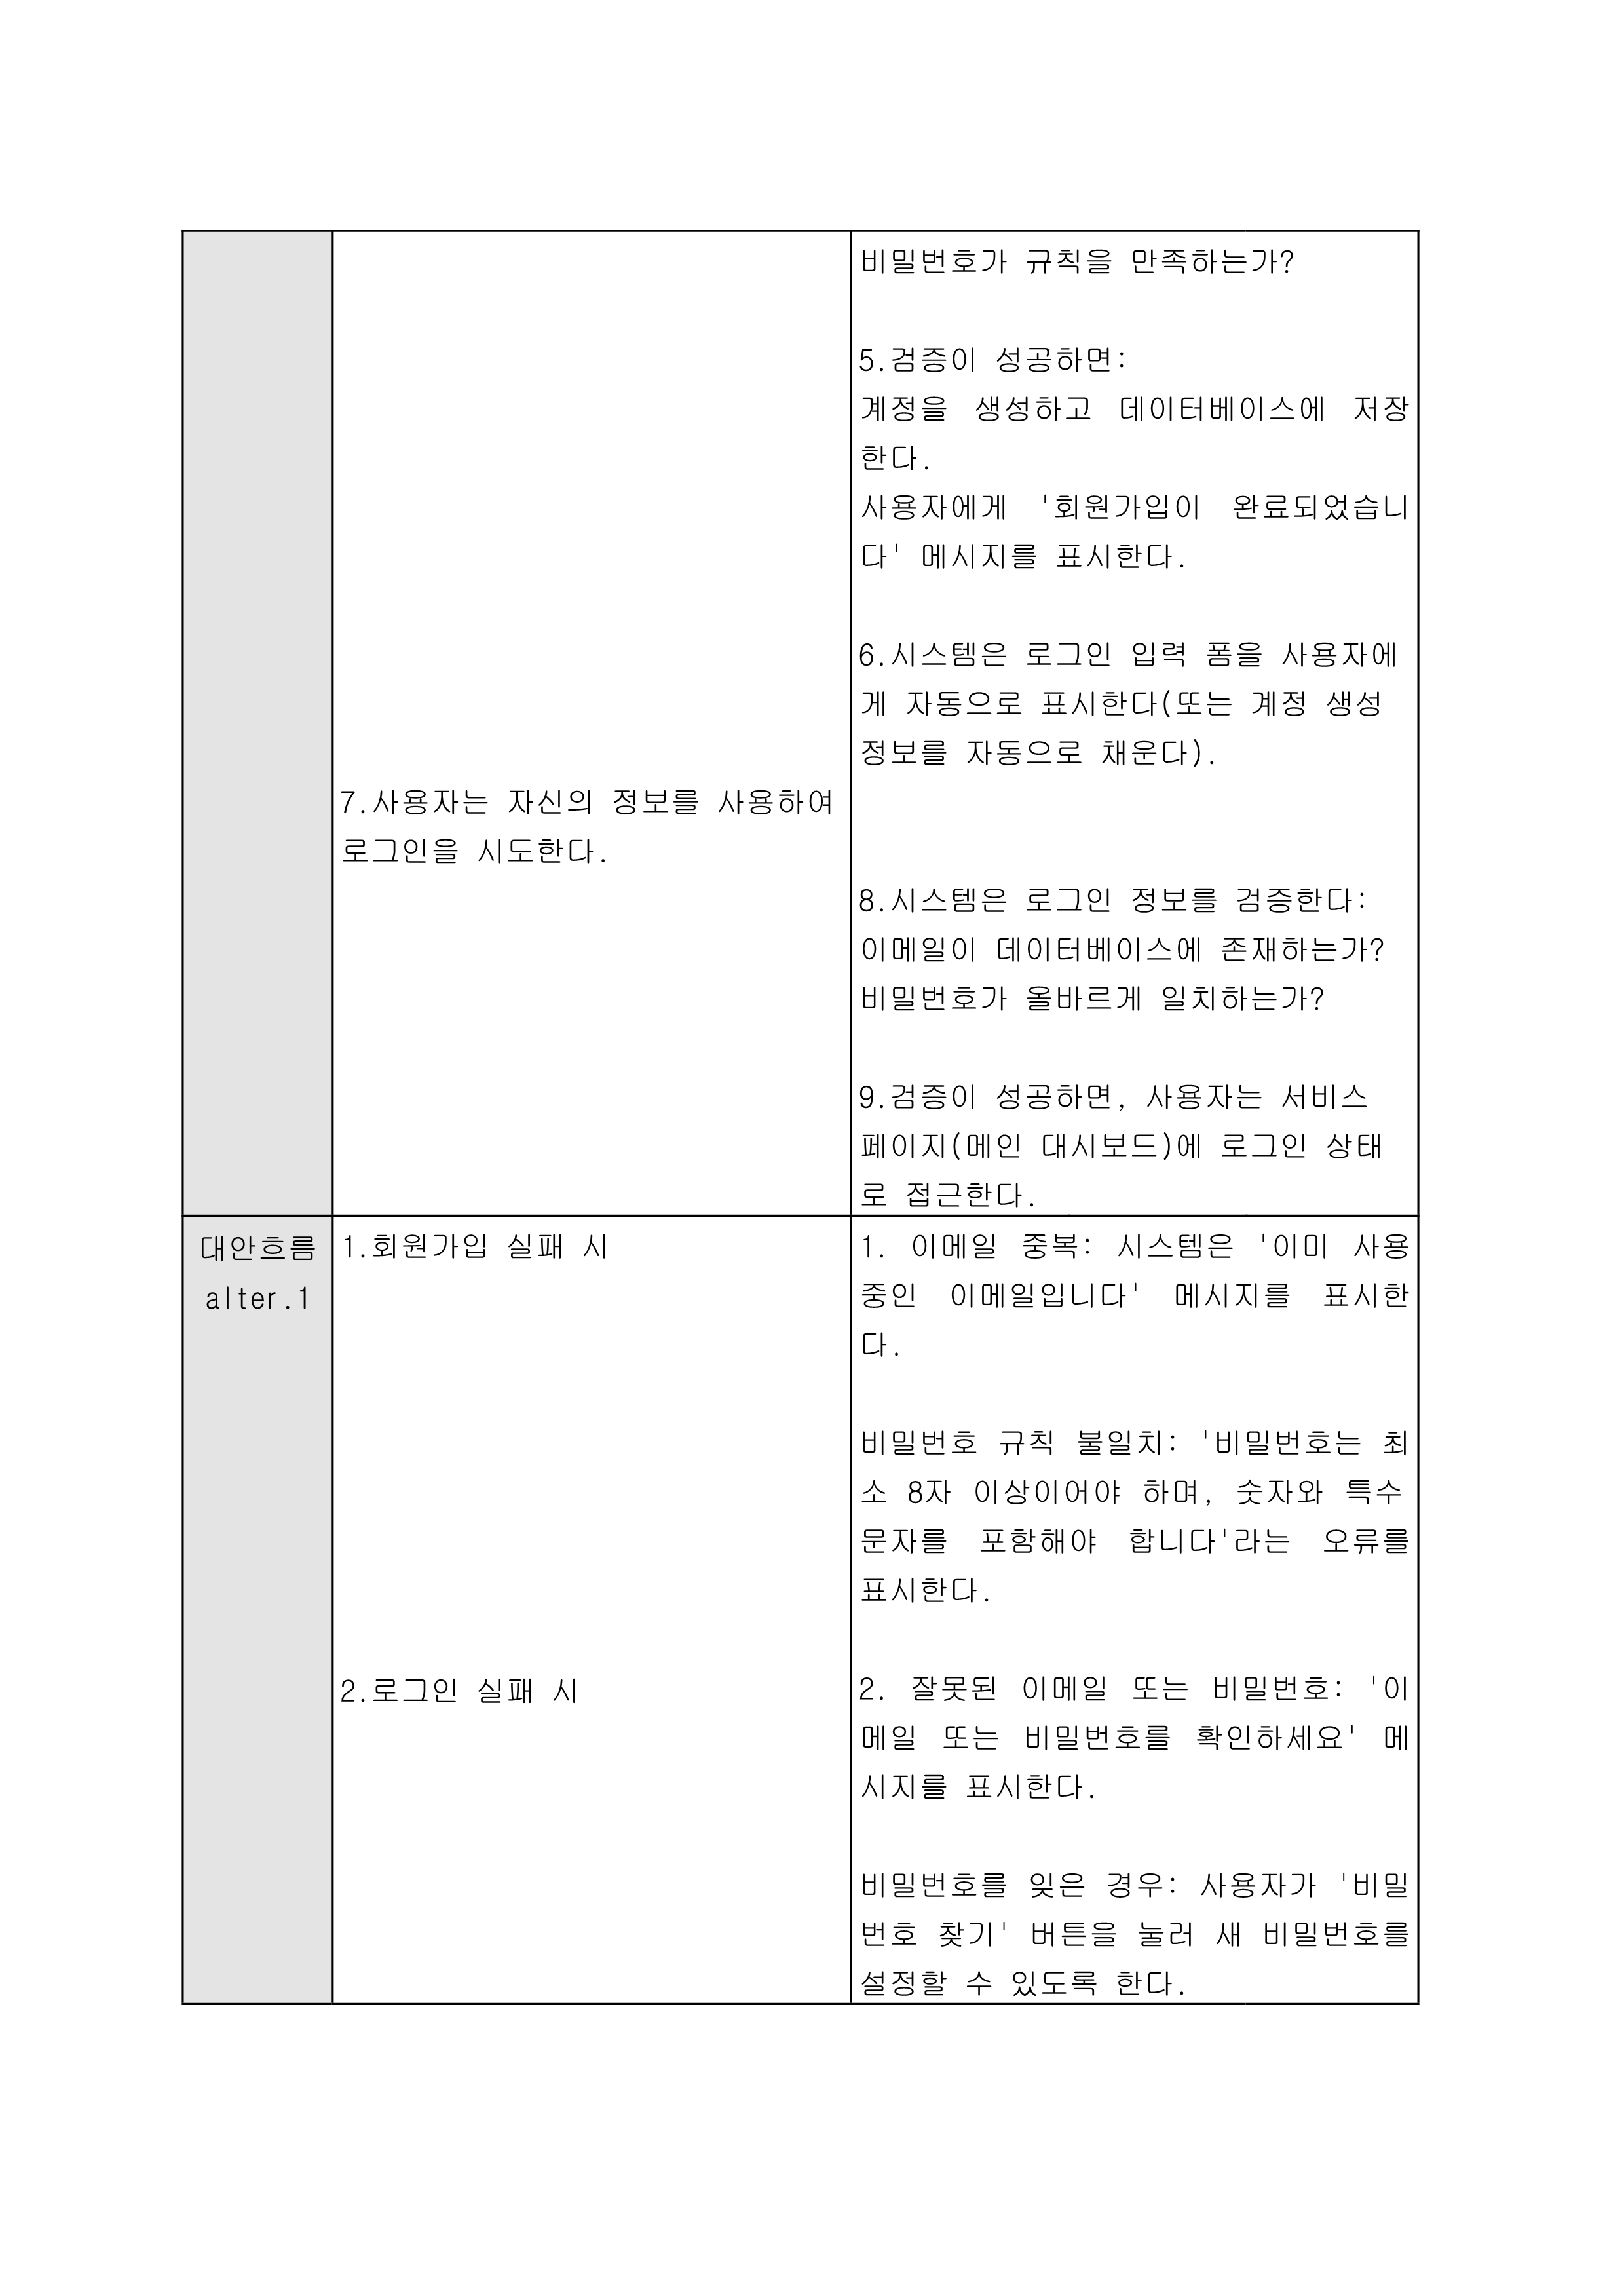 비밀번호가 규칙을 만족하는가?
5.검증이 성공하면:
계정을 생성하고 데이터베이스에 저장
한다.
사용자에게 '회원가입이 완료되었습니
다' 메시지를 표시한다.
6.시스템은 로그인 입력 폼을 사용자에
게 자동으로 표시한다(또는 계정 생성
정보를 자동으로 채운다).
7.사용자는 자신의 정보를 사용하여
로그인을 시도한다.
8.시스템은 로그인 정보를 검증한다:
이메일이 데이터베이스에 존재하는가?
비밀번호가 올바르게 일치하는가?
9.검증이 성공하면, 사용자는 서비스
페이지(메인 대시보드)에 로그인 상태
로 접근한다.
대안흐름
alter.1
1.회원가입 실패 시
1. 이메일 중복: 시스템은 '이미 사용
중인 이메일입니다' 메시지를 표시한
다.
비밀번호 규칙 불일치: '비밀번호는 최
소 8자 이상이어야 하며, 숫자와 특수
문자를 포함해야 합니다'라는 오류를
표시한다.
2.로그인 실패 시
2. 잘못된 이메일 또는 비밀번호: '이
메일 또는 비밀번호를 확인하세요' 메
시지를 표시한다.
비밀번호를 잊은 경우: 사용자가 '비밀
번호 찾기' 버튼을 눌러 새 비밀번호를
설정할 수 있도록 한다.